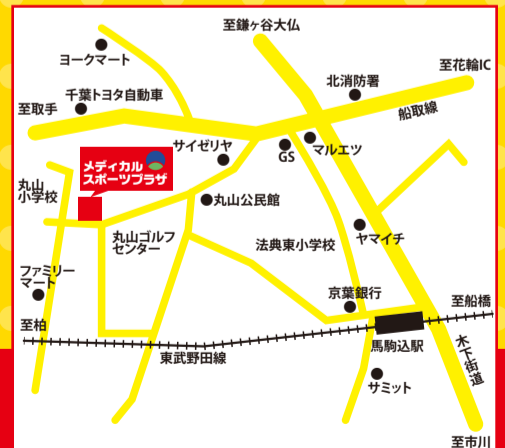 至鎌ヶ谷大仏
ヨークマート
至花輪IC
北消防署
千葉トヨタ自動車
至取手
船取線
サイゼリヤ
GS
マルエツ
メディカル
スポーツプラザ
丸山
小学校
丸山公民館
丸山ゴルフ
センター
法典東小学校
ヤマイチ
ファミリー
マート
京葉銀行
至船橋
至柏
馬駒込駅
東武野田線
木下街道
サミット
至市川